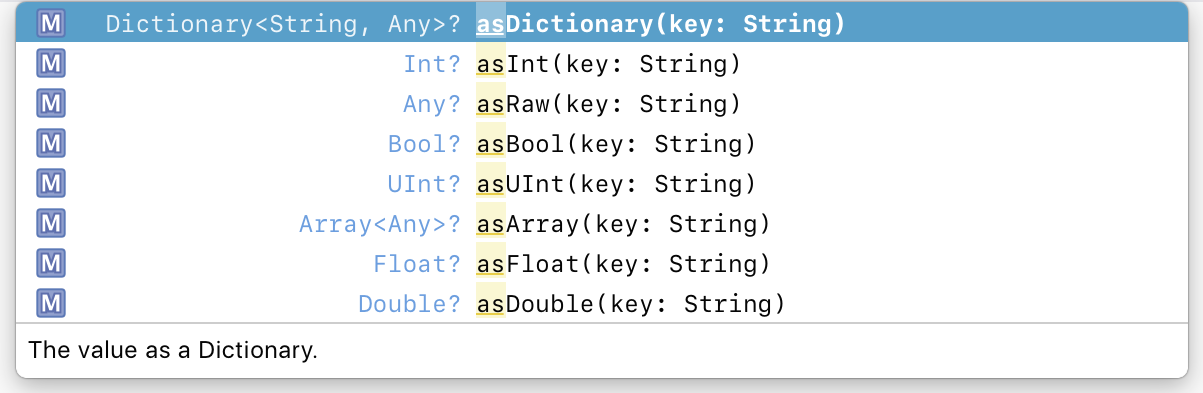 M Dictionary<String, Any>? asDictionary(key: String)
M Int? asInt(key: String)
M Any? asRaw(key: String)
M Bool? asBool(key: String)
M UInt? asUInt(key: String)
M Array<Any>? asArray(key: String)
M Float? asFloat(key: String)
M Double? asDouble(key: String)
The value as a Dictionary.